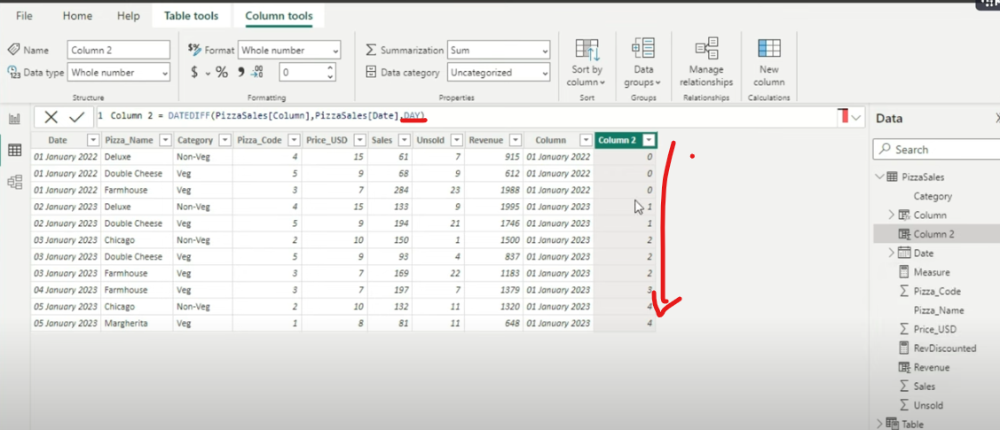 File Home Help Table tools Column tools
Name Column 2 Format Whole number Summarization Sum Sort by column Data groups Manage relationships New column
Data type Whole number $ % 0 Data category Uncategorized
Structure Formatting Properties Sort Groups Relationships Calculations
1 Column 2 = DATEDIFF(PizzaSales[Column],PizzaSales[Date],DAY)
Date Pizza_Name Category Pizza_Code Price_USD Sales Unsold Revenue Column Column 2
01 January 2022 Deluxe Non-Veg 4 15 61 7 915 01 January 2022 0
01 January 2022 Double Cheese Veg 5 9 68 9 612 01 January 2022 0
01 January 2022 Farmhouse Veg 3 7 284 23 1988 01 January 2022 0
02 January 2023 Deluxe Non-Veg 4 15 133 9 1995 01 January 2023 1
02 January 2023 Double Cheese Veg 5 9 194 21 1746 01 January 2023 1
03 January 2023 Chicago Non-Veg 2 10 150 1 1500 01 January 2023 2
03 January 2023 Double Cheese Veg 5 9 93 4 837 01 January 2023 2
03 January 2023 Farmhouse Veg 3 7 169 22 1183 01 January 2023 2
04 January 2023 Farmhouse Veg 3 7 197 7 1379 01 January 2023 3
05 January 2023 Chicago Non-Veg 2 10 132 11 1320 01 January 2023 4
05 January 2023 Margherita Veg 1 8 81 11 648 01 January 2023 4
Data
Search
PizzaSales
Category
Column
Column 2
Date
Measure
Pizza_Code
Pizza_Name
Price_USD
RevDiscounted
Revenue
Sales
Unsold
Table